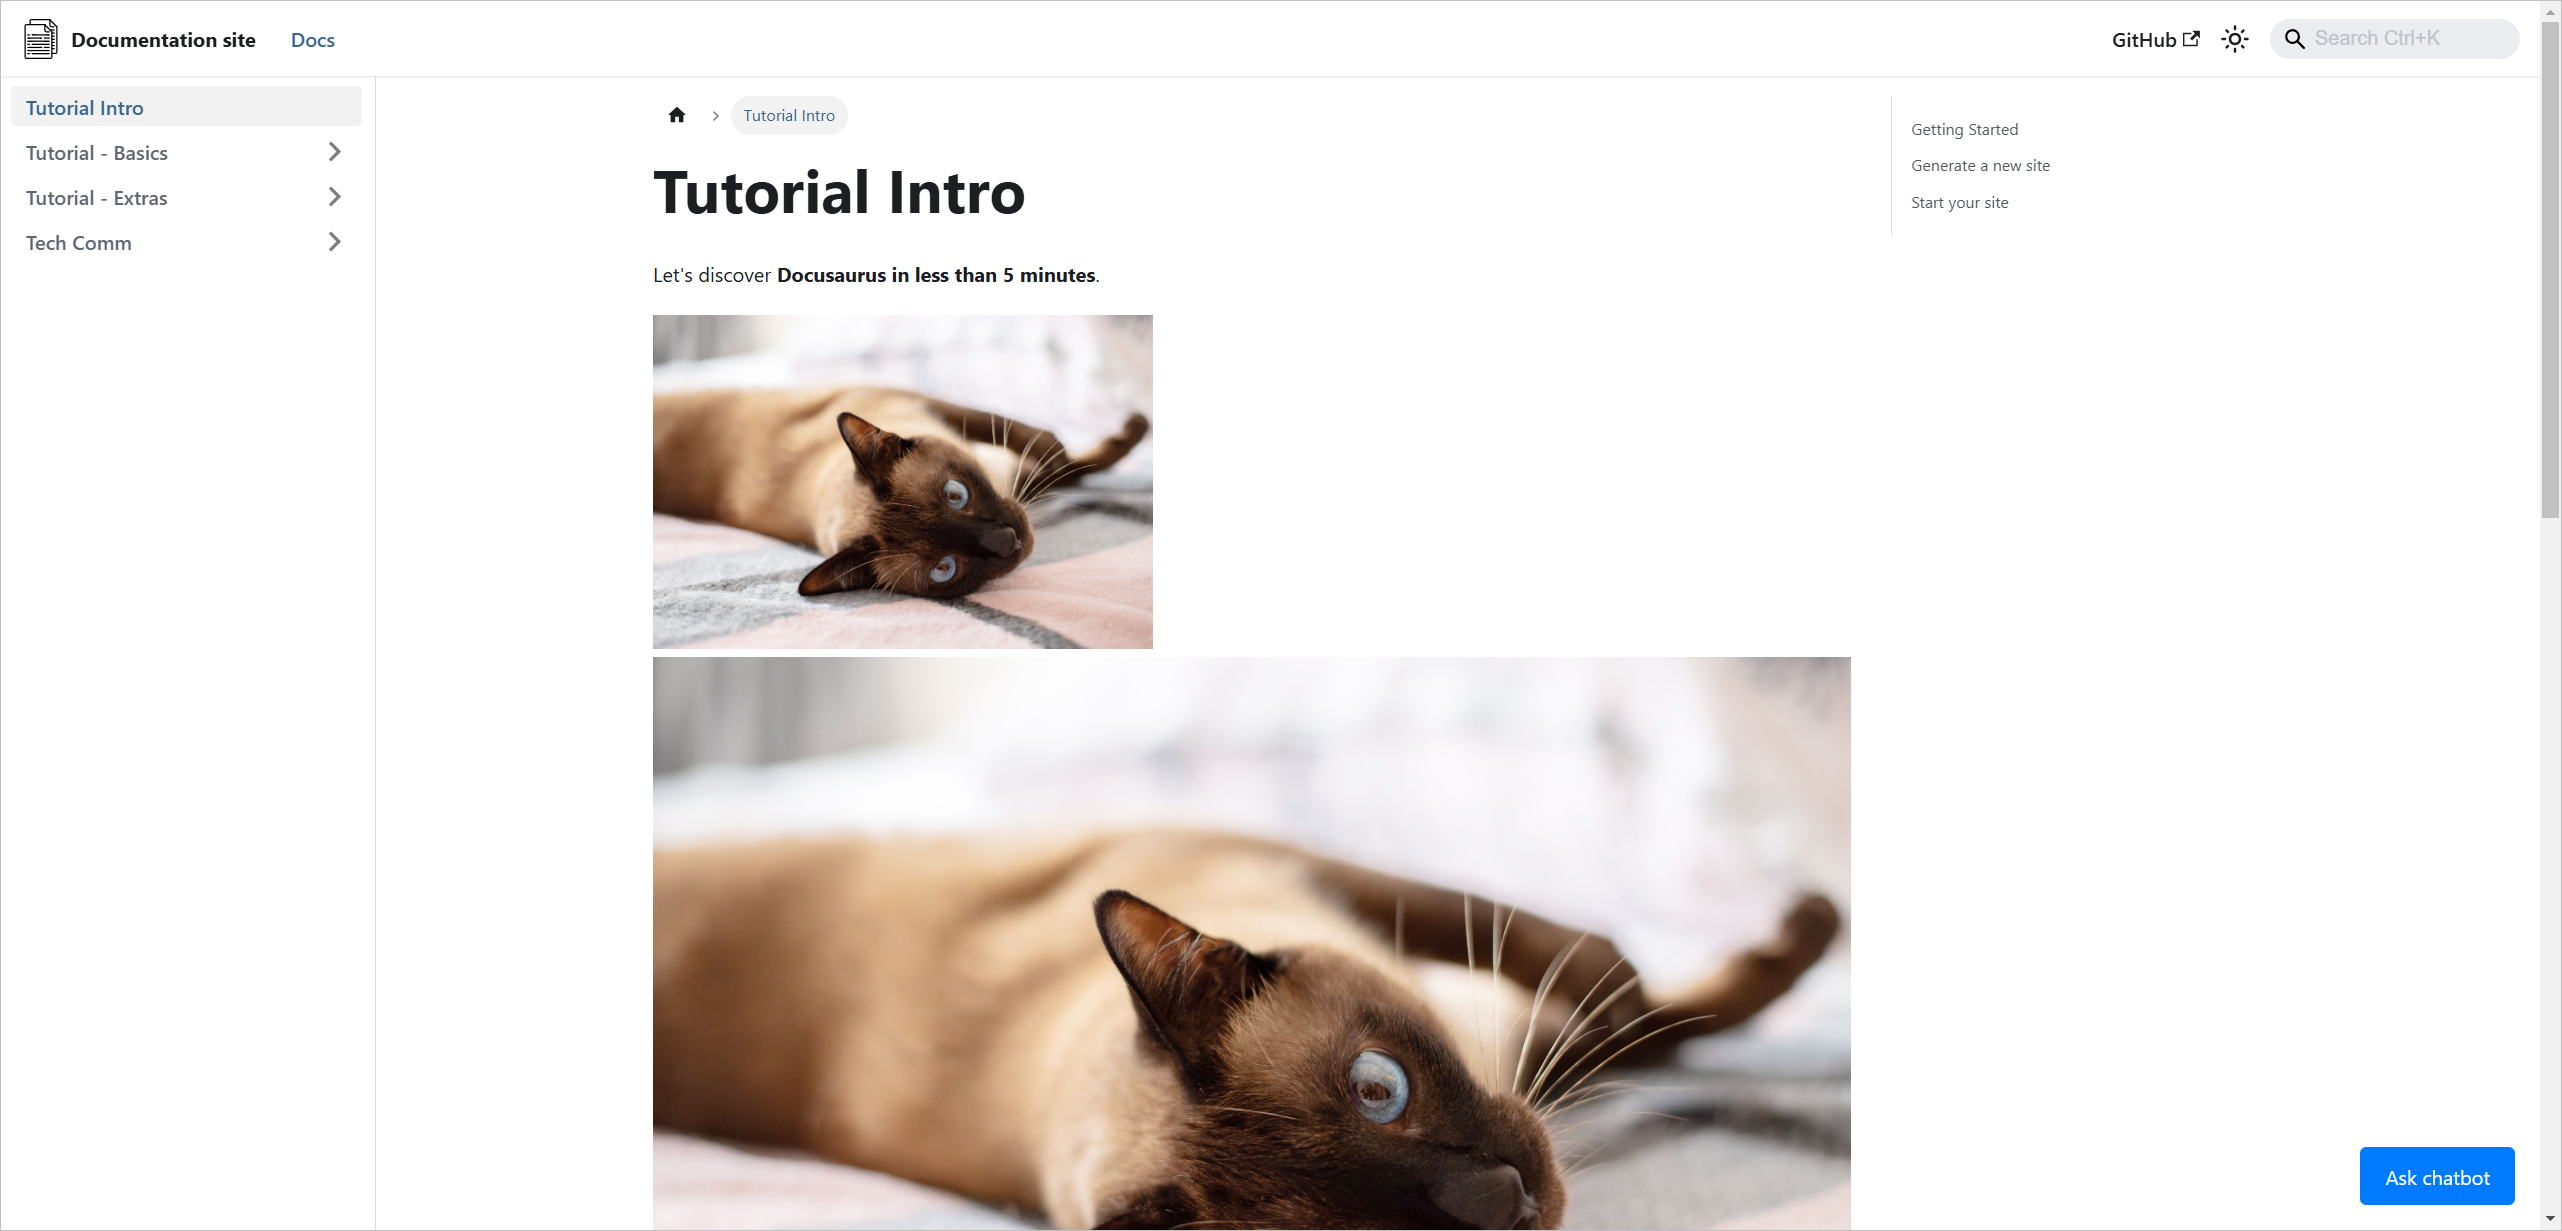 Documentation site
Docs
GitHub
Search Ctrl+K
Tutorial Intro
Tutorial - Basics
Tutorial - Extras
Tech Comm
Tutorial Intro
Tutorial Intro
Let's discover Docusaurus in less than 5 minutes.
Getting Started
Generate a new site
Start your site
Ask chatbot